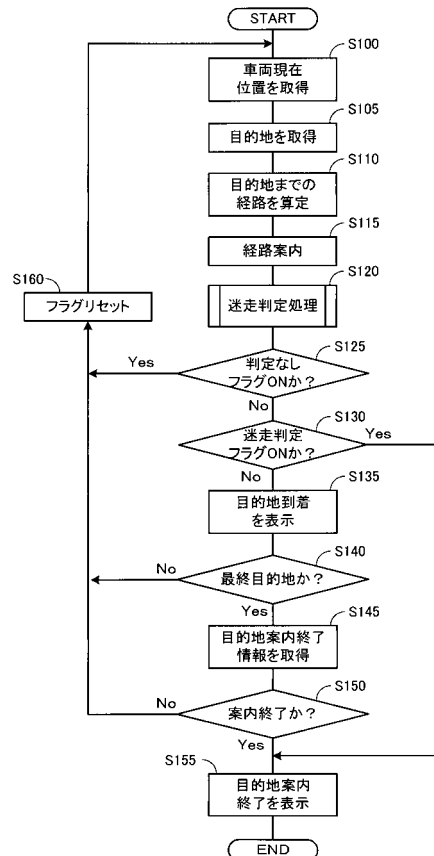 START
S100
車両現在
位置を取得
S105
目的地を取得
S110
目的地までの
経路を算定
S115
経路案内
S120
迷走判定処理
S160
フラグリセット
S125
Yes
判定なし
フラグONか？
No
S130
迷走判定
フラグONか？
Yes
No
S135
目的地到着
を表示
S140
No
最終目的地か？
Yes
S145
目的地案内終了
情報を取得
S150
No
案内終了か？
Yes
S155
目的地案内
終了を表示
END